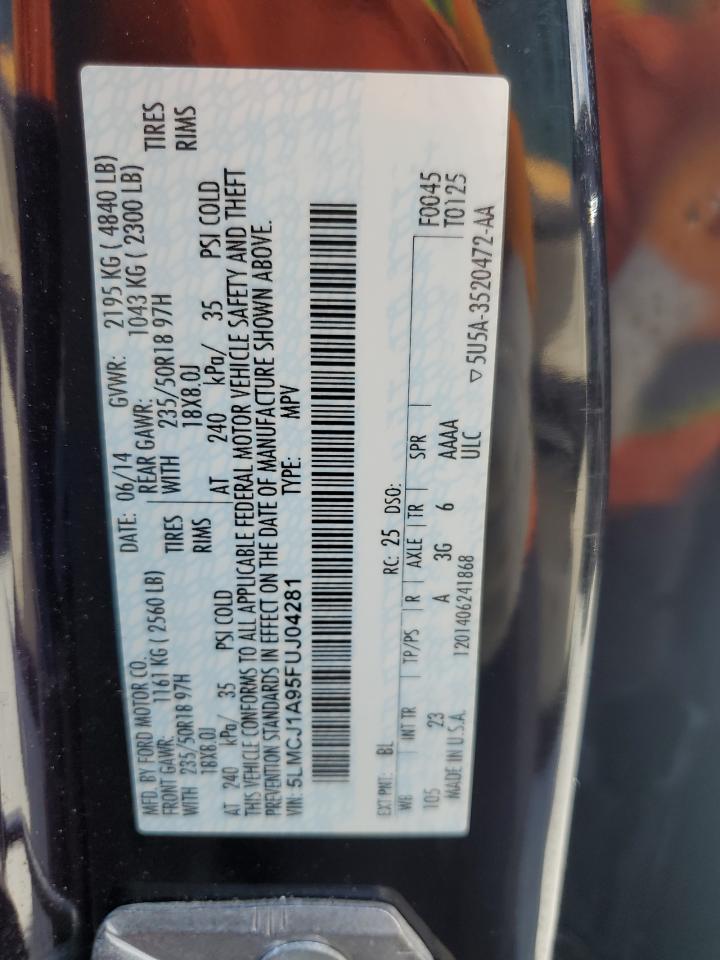 MFD. BY FORD MOTOR CO. DATE: 06/14 GVWR: 2195 KG ( 4840 LB)
FRONT GAWR: 1161 KG ( 2560 LB) REAR GAWR: 1043 KG ( 2300 LB)
WITH 235/50R18 97H TIRES WITH 235/50R18 97H TIRES
18X8.0J RIMS 18X8.0J RIMS
AT 240 kPa/ 35 PSI COLD AT 240 kPa/ 35 PSI COLD
THIS VEHICLE CONFORMS TO ALL APPLICABLE FEDERAL MOTOR VEHICLE SAFETY AND THEFT
PREVENTION STANDARDS IN EFFECT ON THE DATE OF MANUFACTURE SHOWN ABOVE.
VIN: 5LMCJ1A95FUJ04281 TYPE: MPV
EXT PNT: BL RC: 25 DSO:
WB INT TR TP/PS R AXLE TR SPR F0045
105 23 A 3G 6 AAAA T0125
MADE IN U.S.A. 1201406241868 ULC ▽ 5U5A-3520472-AA